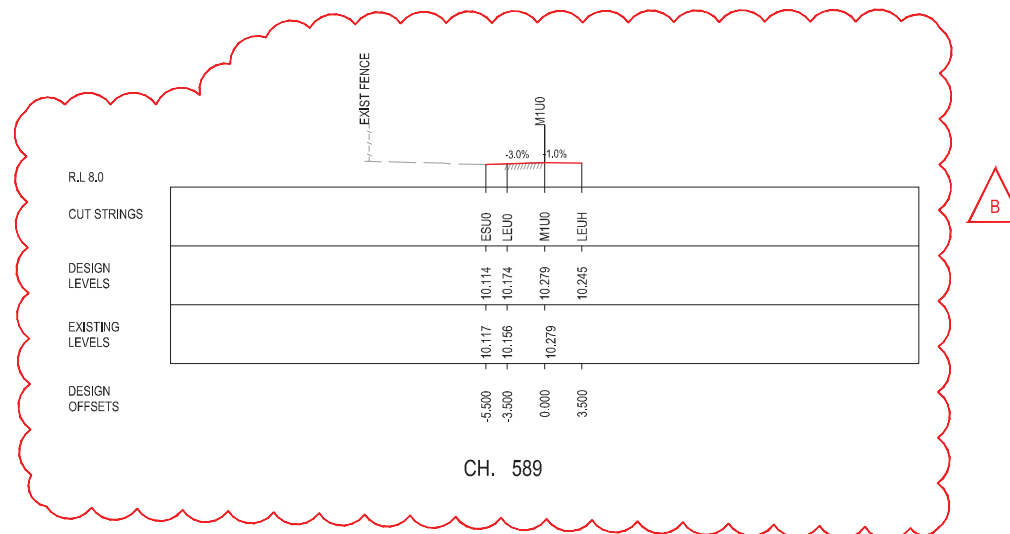 EXIST FENCE
M1U0
-3.0%
-1.0%
R.L 8.0
CUT STRINGS
ESU0
LEU0
M1U0
LEUH
B
DESIGN
LEVELS
10.114
10.174
10.279
10.245
EXISTING
LEVELS
10.117
10.156
10.279
DESIGN
OFFSETS
-5.500
-3.500
0.000
3.500
CH. 589